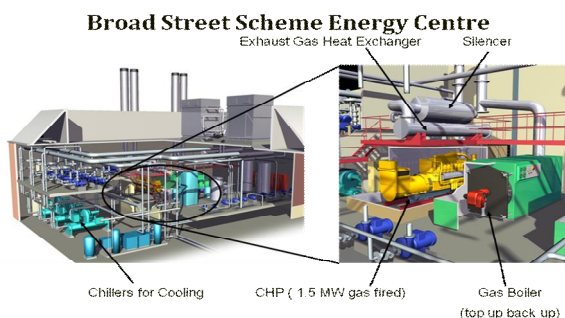 Broad Street Scheme Energy Centre
Exhaust Gas Heat Exchanger
Silencer
Chillers for Cooling
CHP ( 1.5 MW gas fired)
Gas Boiler
(top up back up)